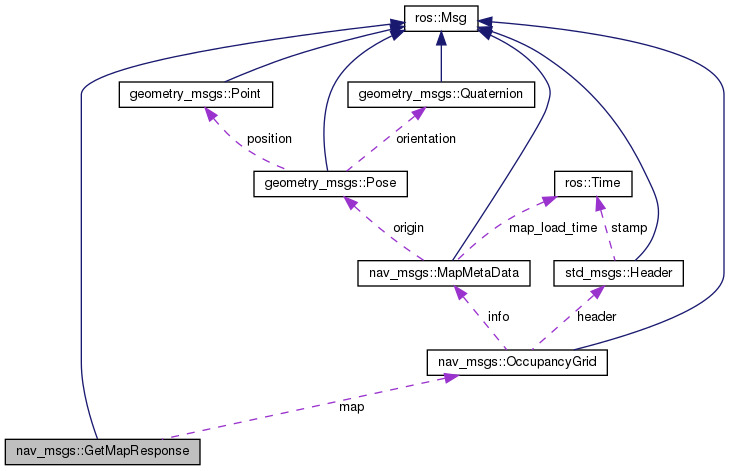 ros::Msg
geometry_msgs::Point
geometry_msgs::Quaternion
position
orientation
geometry_msgs::Pose
ros::Time
origin
map_load_time
stamp
nav_msgs::MapMetaData
std_msgs::Header
info
header
nav_msgs::OccupancyGrid
map
nav_msgs::GetMapResponse